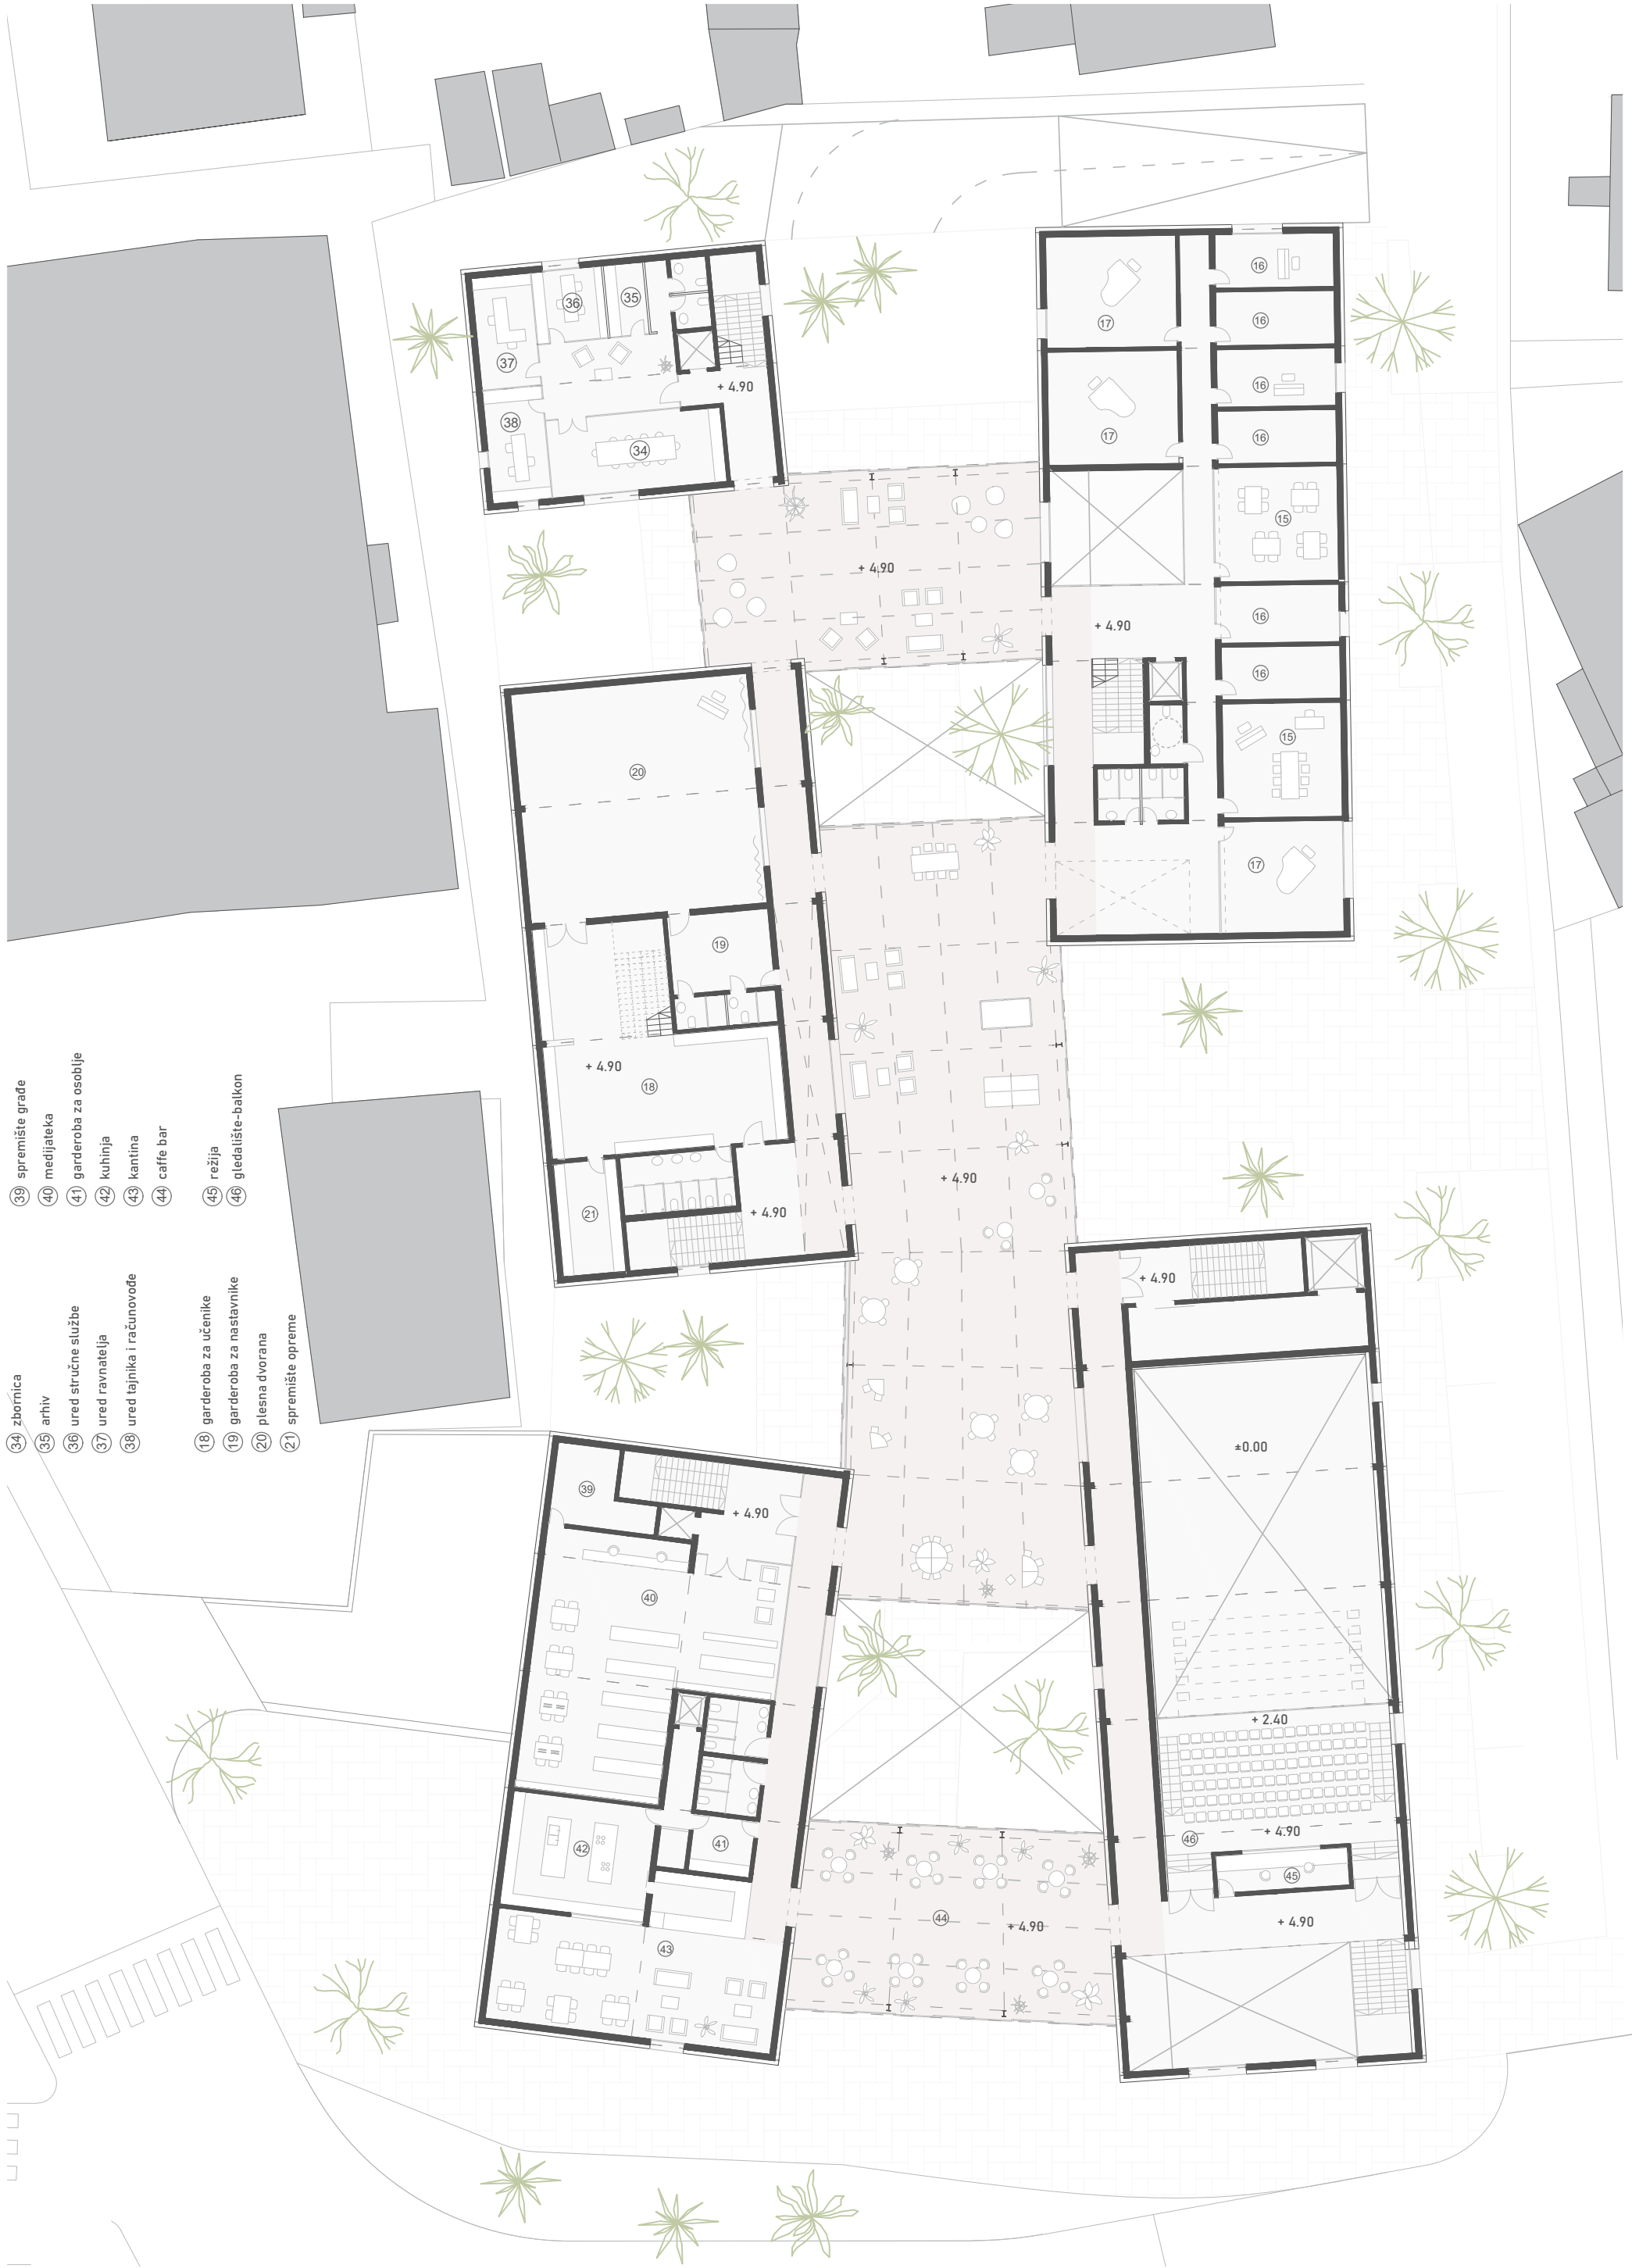 36
35
37
38
34
+ 4.90
16
17
16
16
17
16
15
+ 4.90
16
+ 4.90
16
15
20
17
19
+ 4.90
18
+ 4.90
21
+ 4.90
+ 4.90
±0.00
39
+ 4.90
40
+ 2.40
46
+ 4.90
42
41
45
44
+ 4.90
+ 4.90
43
39 spremište građe
40 medijateka
41 garderoba za osoblje
42 kuhinja
43 kantina
44 caffe bar
45 režija
46 gledalište-balkon
34 zbornica
35 arhiv
36 ured stručne službe
37 ured ravnatelja
38 ured tajnika i računovođe
18 garderoba za učenike
19 garderoba za nastavnike
20 plesna dvorana
21 spremište opreme